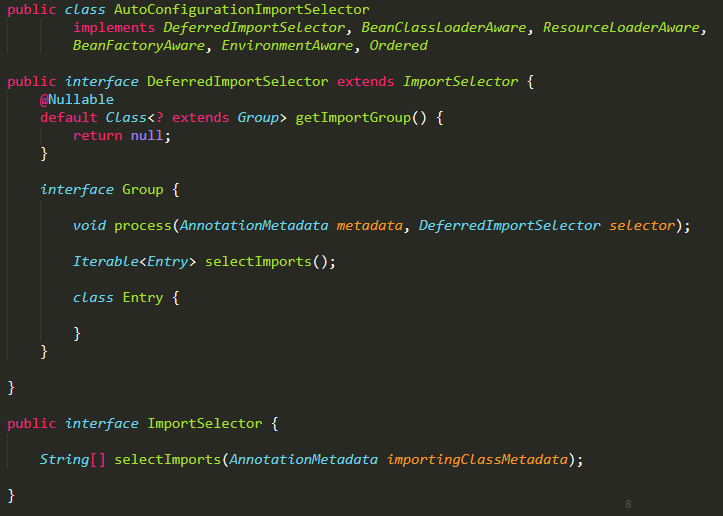 public class AutoConfigurationImportSelector
        implements DeferredImportSelector, BeanClassLoaderAware, ResourceLoaderAware,
        BeanFactoryAware, EnvironmentAware, Ordered

public interface DeferredImportSelector extends ImportSelector {
    @Nullable
    default Class<? extends Group> getImportGroup() {
        return null;
    }

    interface Group {

        void process(AnnotationMetadata metadata, DeferredImportSelector selector);

        Iterable<Entry> selectImports();

        class Entry {

        }
    }

}

public interface ImportSelector {

    String[] selectImports(AnnotationMetadata importingClassMetadata);

}
8